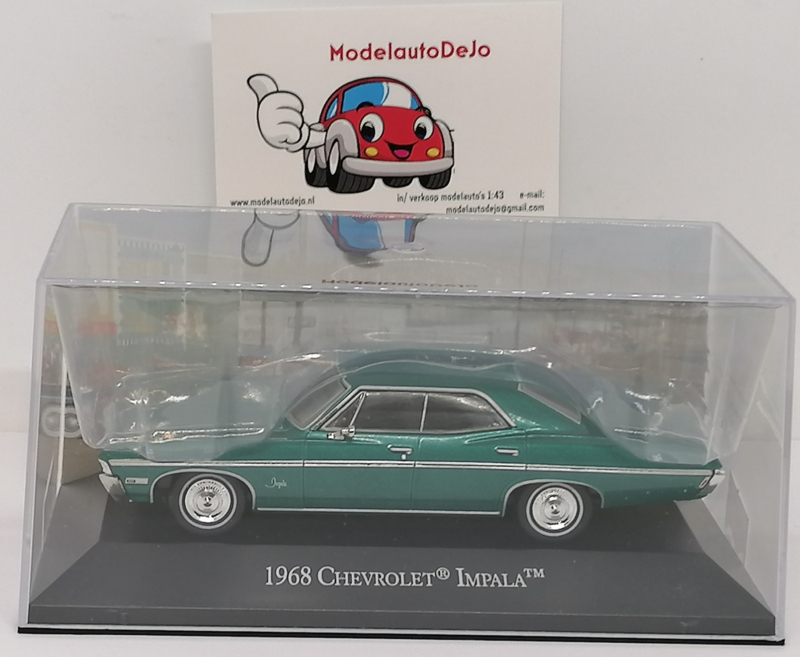 ModelautoDeJo
www.modelautodejo.nl
in/ verkoop modelauto's 1:43 e-mail:
modelautodejo@gmail.com
Impala
1968 CHEVROLET® IMPALA™